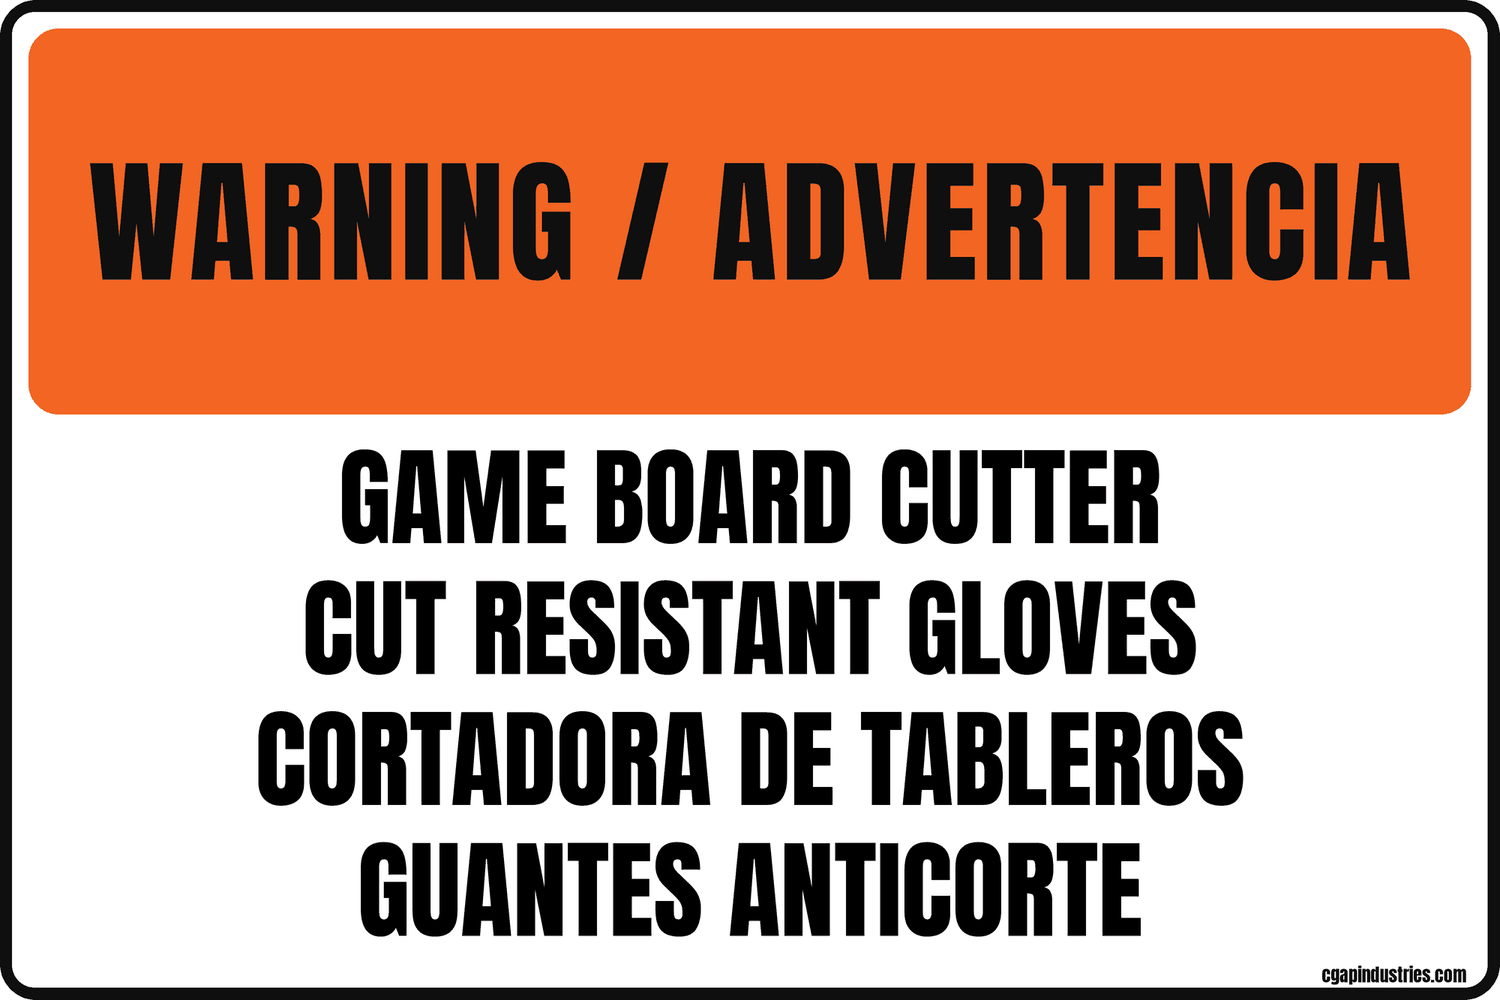 WARNING / ADVERTENCIA
GAME BOARD CUTTER
CUT RESISTANT GLOVES
CORTADORA DE TABLEROS
GUANTES ANTICORTE
cgapindustries.com